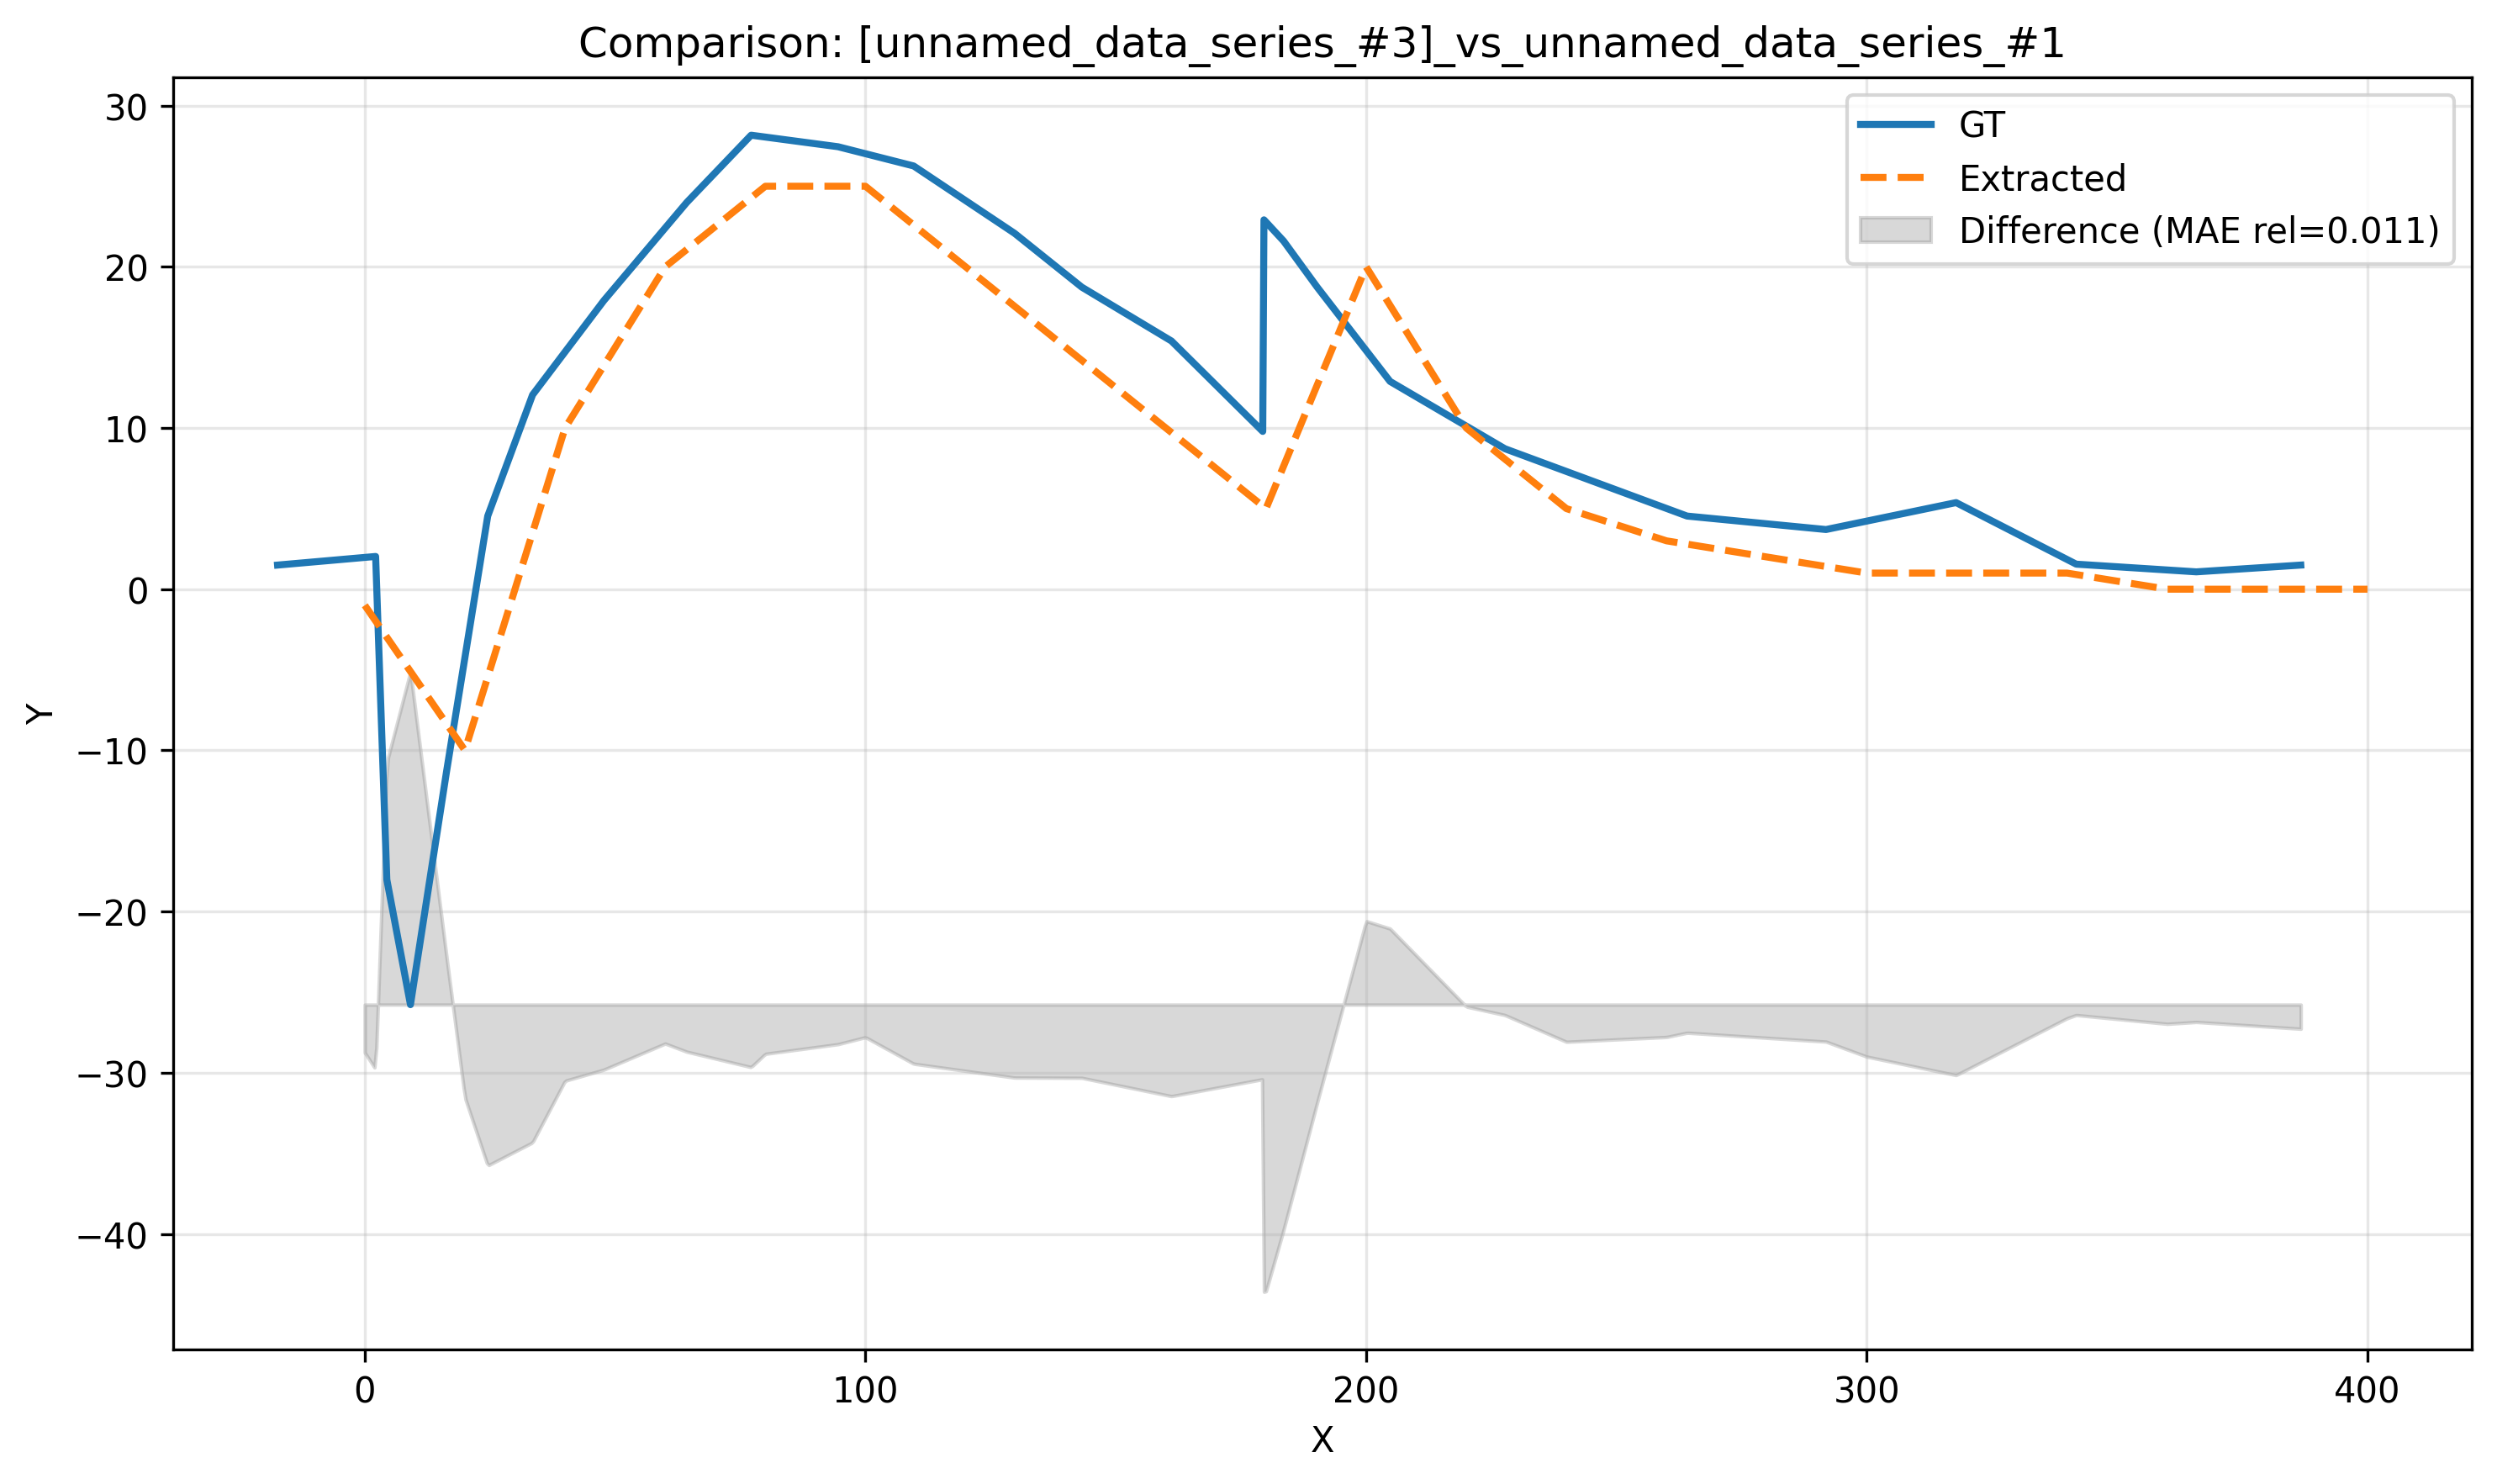 Comparison: [unnamed_data_series_#3]_vs_unnamed_data_series_#1
GT
Extracted
Difference (MAE rel=0.011)
30
20
10
0
−10
−20
−30
−40
Y
0 100 200 300 400
X